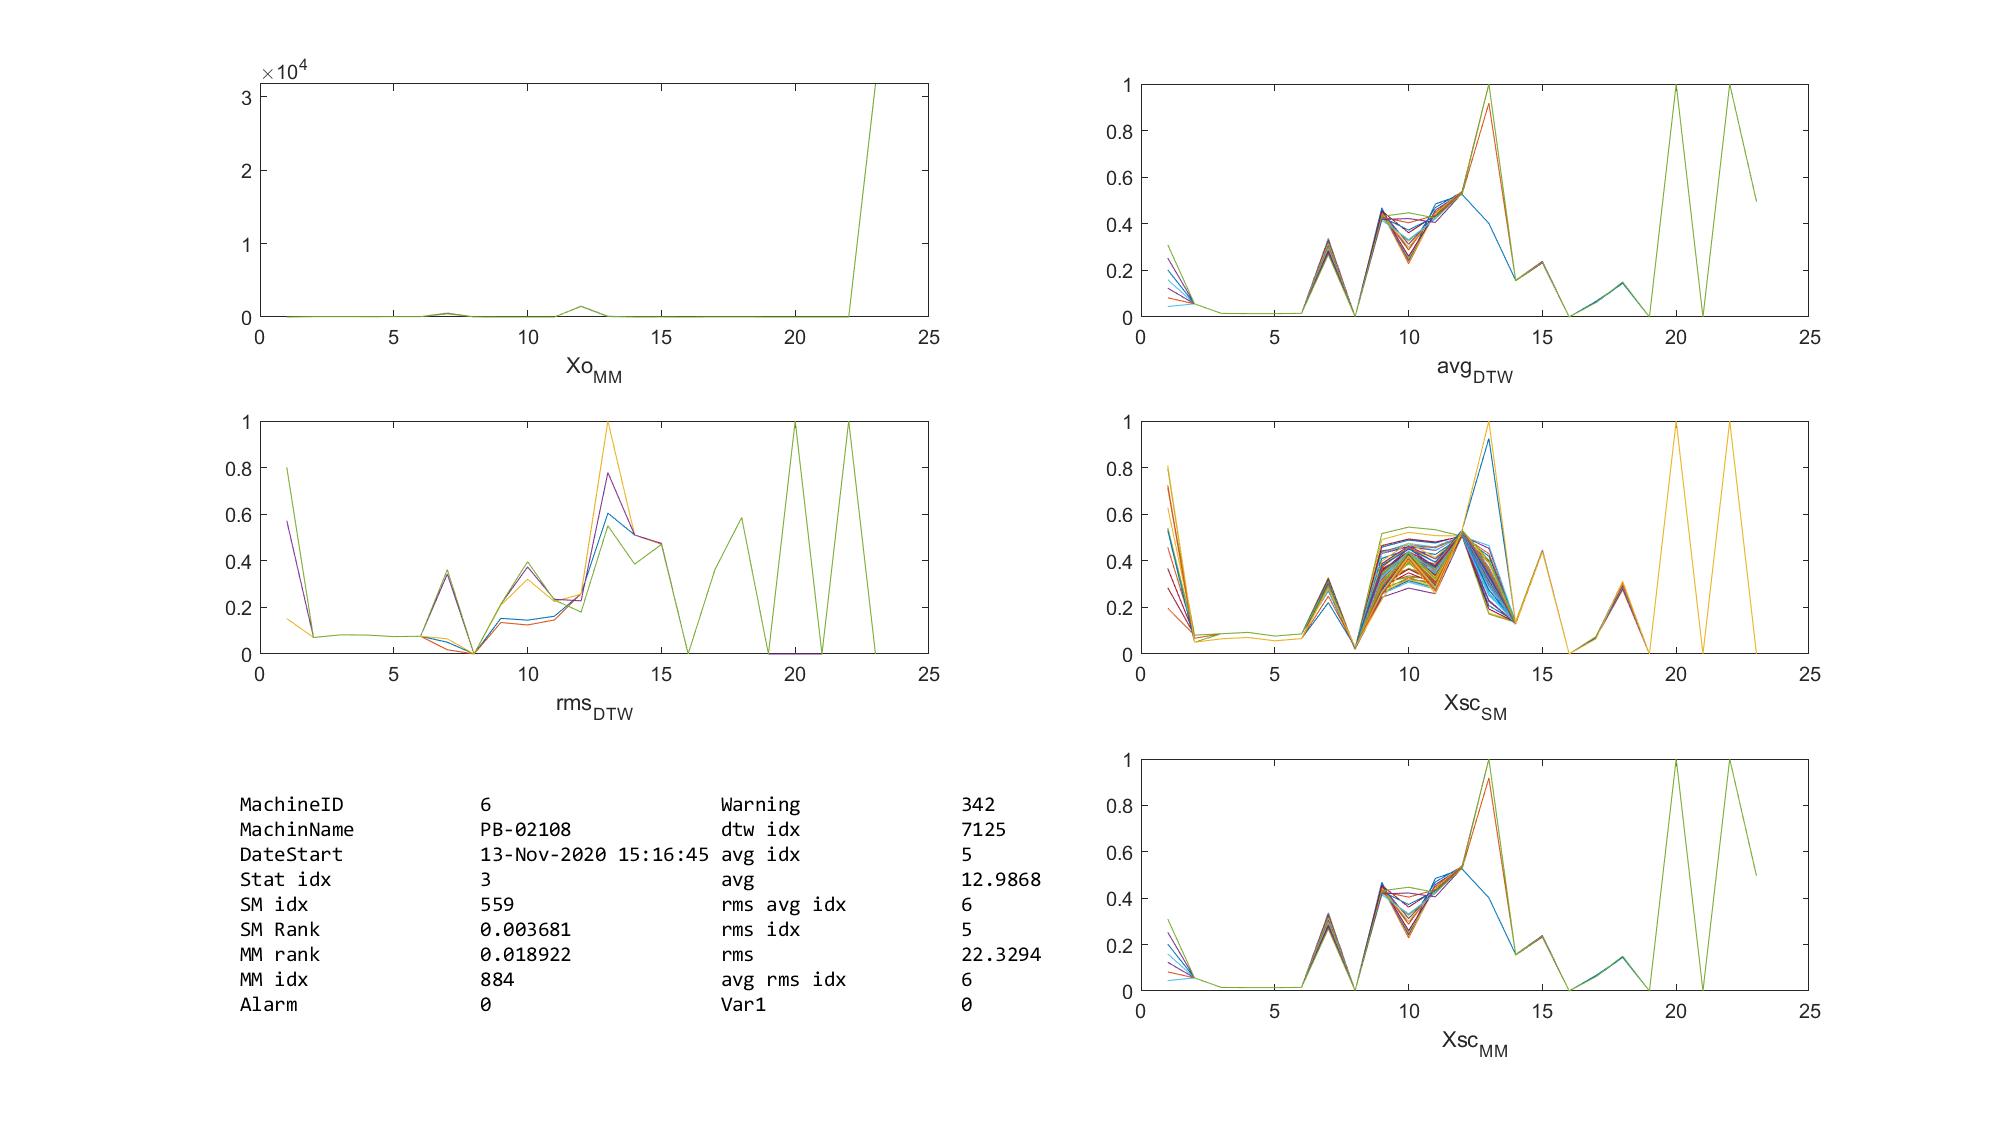 ×10^4
3
2
1
0
0 5 10 15 20 25
Xo_MM
1
0.8
0.6
0.4
0.2
0
0 5 10 15 20 25
avg_DTW
1
0.8
0.6
0.4
0.2
0
0 5 10 15 20 25
rms_DTW
1
0.8
0.6
0.4
0.2
0
0 5 10 15 20 25
Xsc_SM
MachineID 6 Warning 342
MachinName PB-02108 dtw idx 7125
DateStart 13-Nov-2020 15:16:45 avg idx 5
Stat idx 3 avg 12.9868
SM idx 559 rms avg idx 6
SM Rank 0.003681 rms idx 5
MM rank 0.018922 rms 22.3294
MM idx 884 avg rms idx 6
Alarm 0 Var1 0
1
0.8
0.6
0.4
0.2
0
0 5 10 15 20 25
Xsc_MM